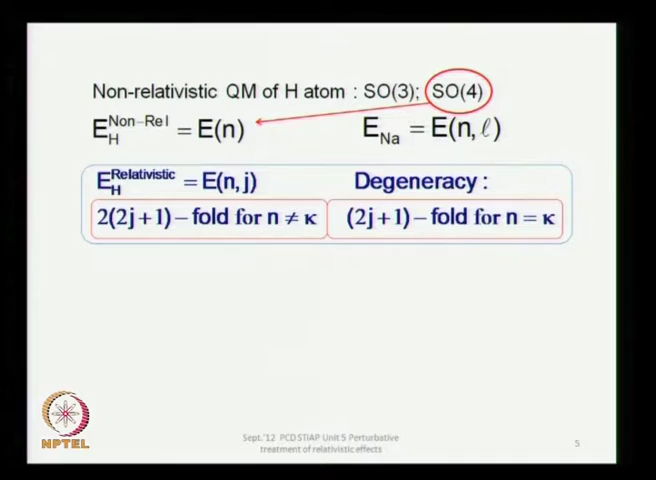 Non-relativistic QM of H atom : SO(3); SO(4)
E_H^{Non-Rel} = E(n) E_Na = E(n, ℓ)
E_H^{Relativistic} = E(n, j) Degeneracy :
2(2j+1) – fold for n ≠ κ (2j+1) – fold for n = κ
NPTEL
Sept.'12 PCD STiAP Unit 5 Perturbative
treatment of relativistic effects
5